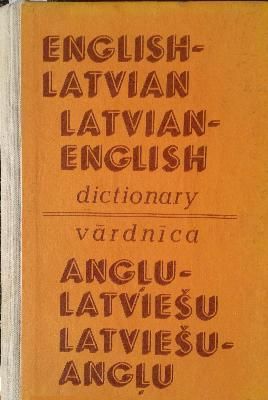 ENGLISH-
LATVIAN
LATVIAN-
ENGLISH
dictionary
vārdnīca
ANGĻU-
LATVIEŠU
LATVIEŠU-
ANGĻU